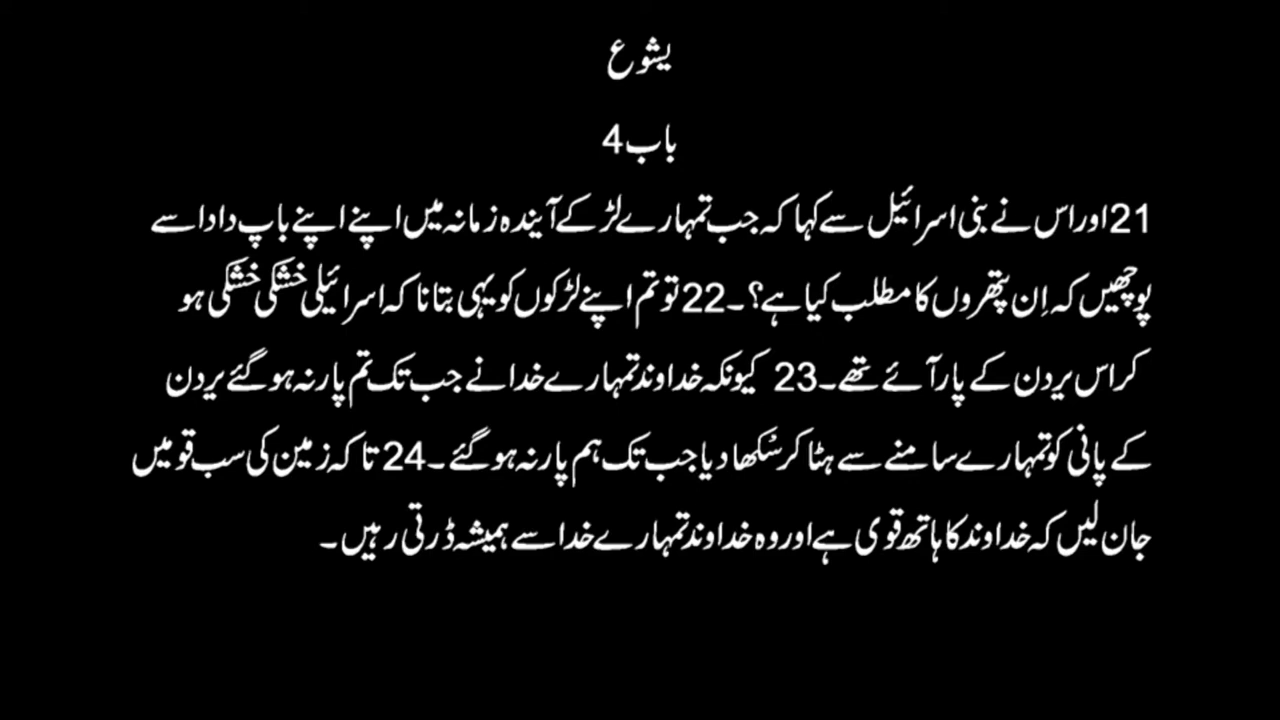 یشوع
باب 4
21 اور اس نے بنی اسرائیل سے کہا کہ جب تمہارے لڑکے آیندہ زمانہ میں اپنے اپنے باپ دادا سے
پوچھیں کہ اِن پتھروں کا مطلب کیا ہے؟۔ 22 تو تم اپنے لڑکوں کو یہی بتانا کہ اسرائیلی خشکی خشکی ہو
کر اس یردن کے پار آئے تھے۔ 23 کیونکہ خداوند تمہارے خدا نے جب تک تم پار نہ ہو گئے یردن
کے پانی کو تمہارے سامنے سے ہٹا کر سُکھا دیا جب تک ہم پار نہ ہو گئے۔ 24 تا کہ زمین کی سب قومیں
جان لیں کہ خداوند کا ہاتھ قوی ہے اور وہ خداوند تمہارے خدا سے ہمیشہ ڈرتی رہیں۔